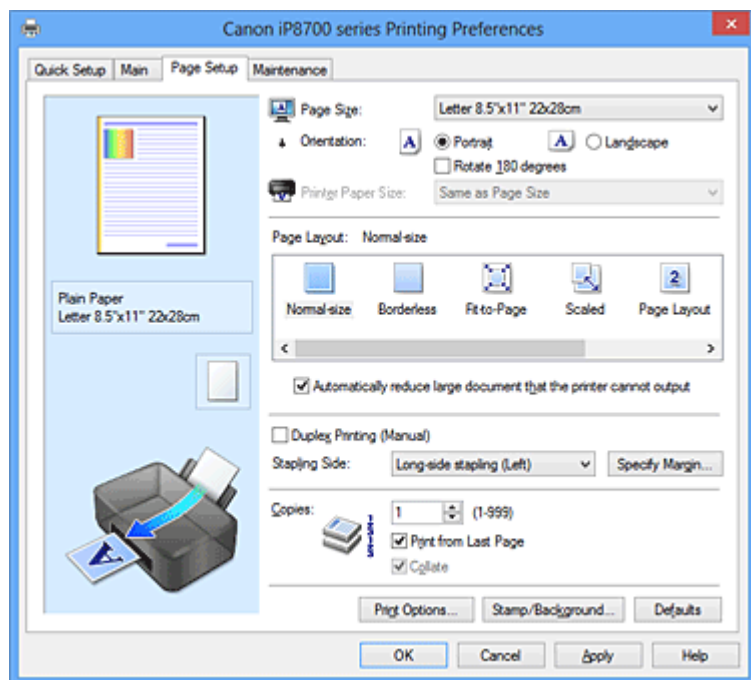 Canon iP8700 series Printing Preferences
Quick Setup Main Page Setup Maintenance
Page Size: Letter 8.5"x11" 22x28cm
Orientation: A Portrait A Landscape
Rotate 180 degrees
Printer Paper Size: Same as Page Size
Page Layout: Normal-size
2
Normal-size Borderless Fit-to-Page Scaled Page Layout
Plain Paper
Letter 8.5"x11" 22x28cm
Automatically reduce large document that the printer cannot output
Duplex Printing (Manual)
Stapling Side: Long-side stapling (Left) Specify Margin...
Copies: 1 (1-999)
Print from Last Page
Collate
A
Print Options... Stamp/Background... Defaults
OK Cancel Apply Help